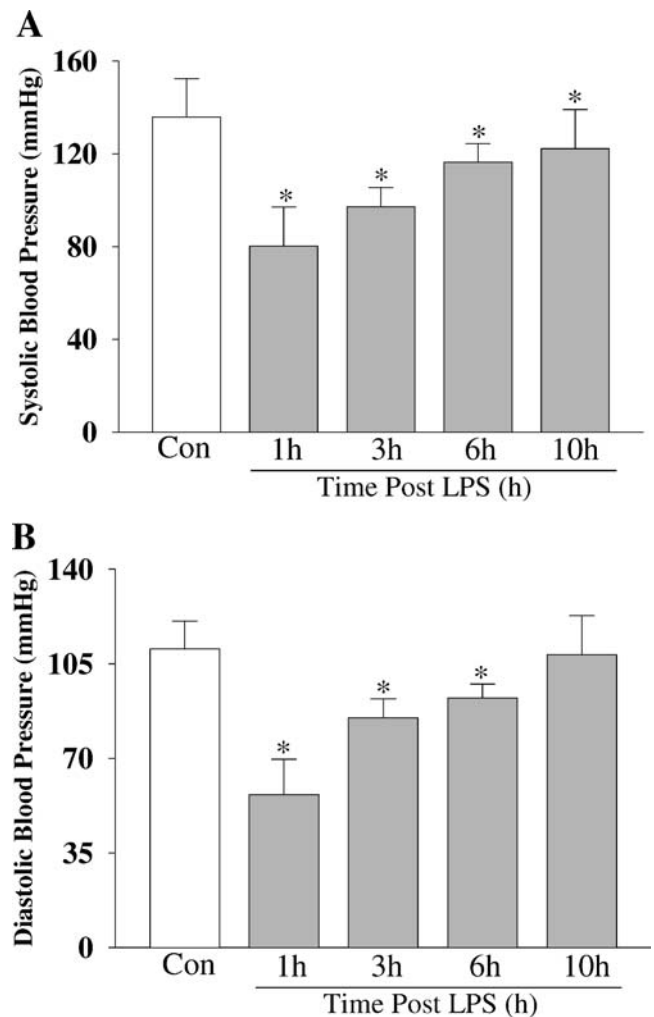 A
Systolic Blood Pressure (mmHg)
160
120
80
40
0
* * * *
Con 1h 3h 6h 10h
Time Post LPS (h)
B
Diastolic Blood Pressure (mmHg)
140
105
70
35
0
* * *
Con 1h 3h 6h 10h
Time Post LPS (h)